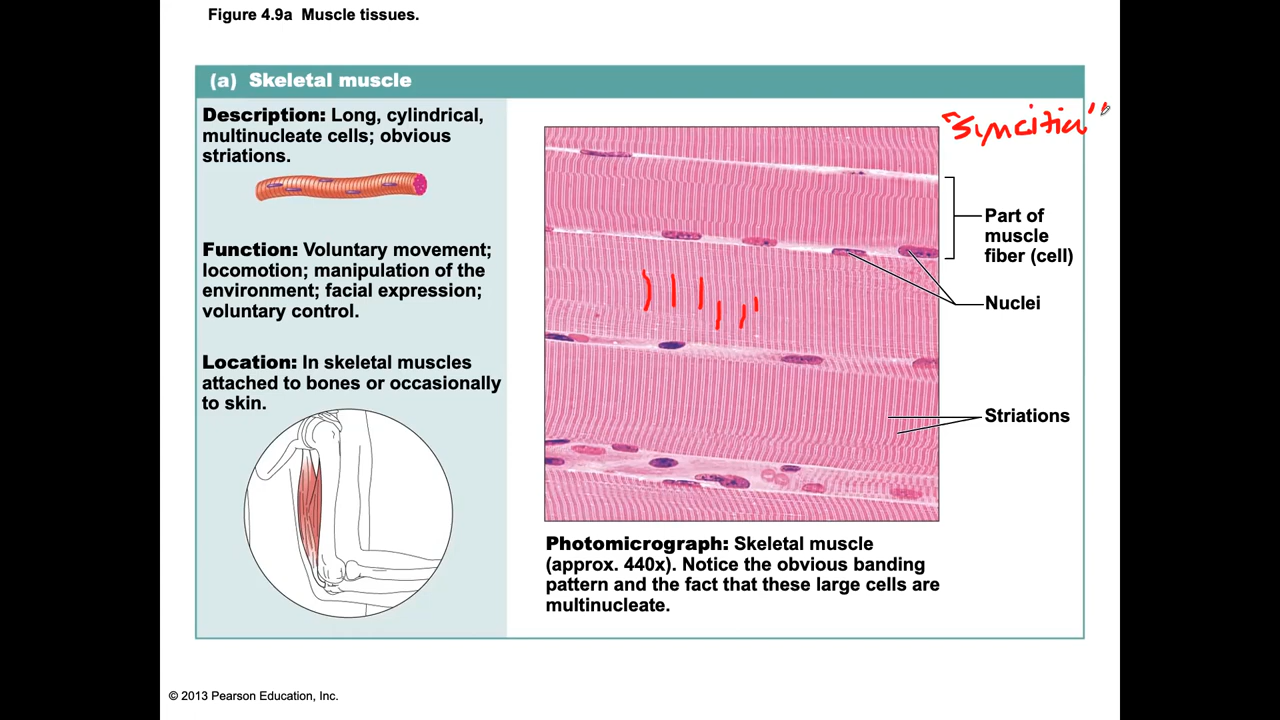 Figure 4.9a Muscle tissues.
(a) Skeletal muscle
Description: Long, cylindrical,
multinucleate cells; obvious
striations.
Function: Voluntary movement;
locomotion; manipulation of the
environment; facial expression;
voluntary control.
Location: In skeletal muscles
attached to bones or occasionally
to skin.
"Syncitia"
Part of
muscle
fiber (cell)
Nuclei
Striations
Photomicrograph: Skeletal muscle
(approx. 440x). Notice the obvious banding
pattern and the fact that these large cells are
multinucleate.
© 2013 Pearson Education, Inc.